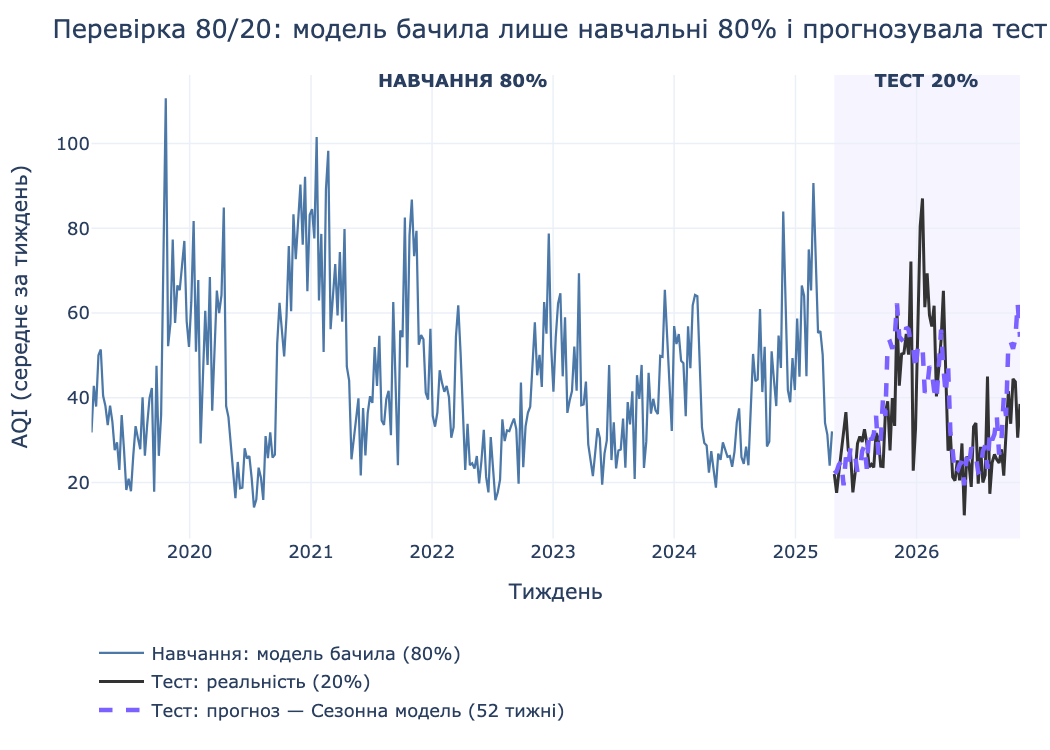 Перевірка 80/20: модель бачила лише навчальні 80% і прогнозувала тест
НАВЧАННЯ 80%
ТЕСТ 20%
AQI (середнє за тиждень)
100
80
60
40
20
2020
2021
2022
2023
2024
2025
2026
Тиждень
Навчання: модель бачила (80%)
Тест: реальність (20%)
Тест: прогноз — Сезонна модель (52 тижні)